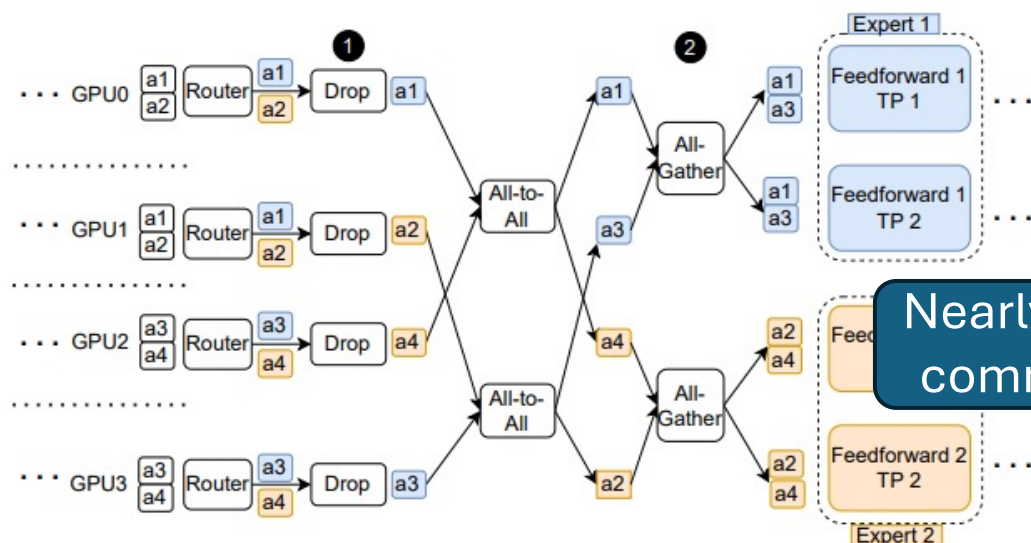 1
2
Expert 1
· · · GPU0
a1
a2
Router
a1
a2
Drop
a1
a1
All-
Gather
a1
a3
Feedforward 1
TP 1
· · ·
All-to-
All
· · · GPU1
a1
a2
Router
a1
a2
Drop
a2
a3
a1
a3
Feedforward 1
TP 2
· · ·
· · · GPU2
a3
a4
Router
a3
a4
Drop
a4
a4
All-
Gather
a2
a4
All-to-
All
· · · GPU3
a3
a4
Router
a3
a4
Drop
a3
a2
a2
a4
Feedforward 2
TP 2
· · ·
Expert 2